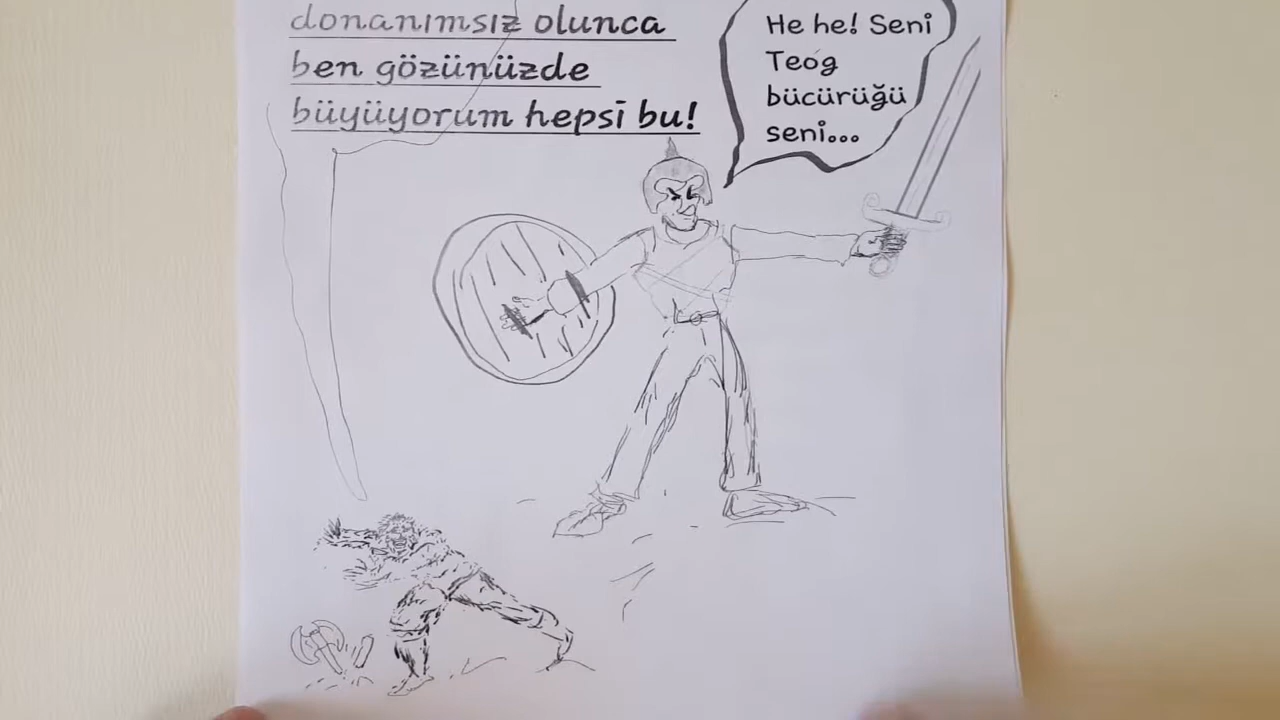 donanımsız olunca
ben gözünüzde
büyüyorum hepsi bu!
He he! Seni
Teog
bücürüğü
seni...